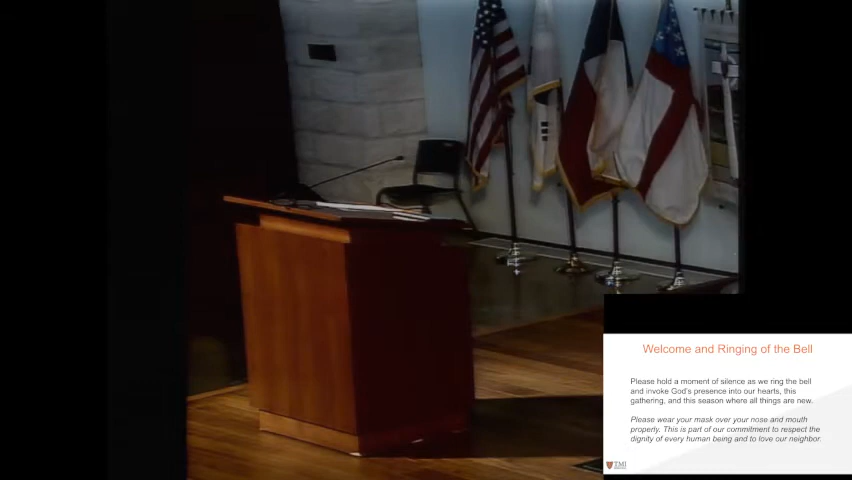 Welcome and Ringing of the Bell
Please hold a moment of silence as we ring the bell
and invoke God's presence into our hearts, this
gathering, and this season where all things are new.
Please wear your mask over your nose and mouth
properly. This is part of our commitment to respect the
dignity of every human being and to love our neighbor.
TMI